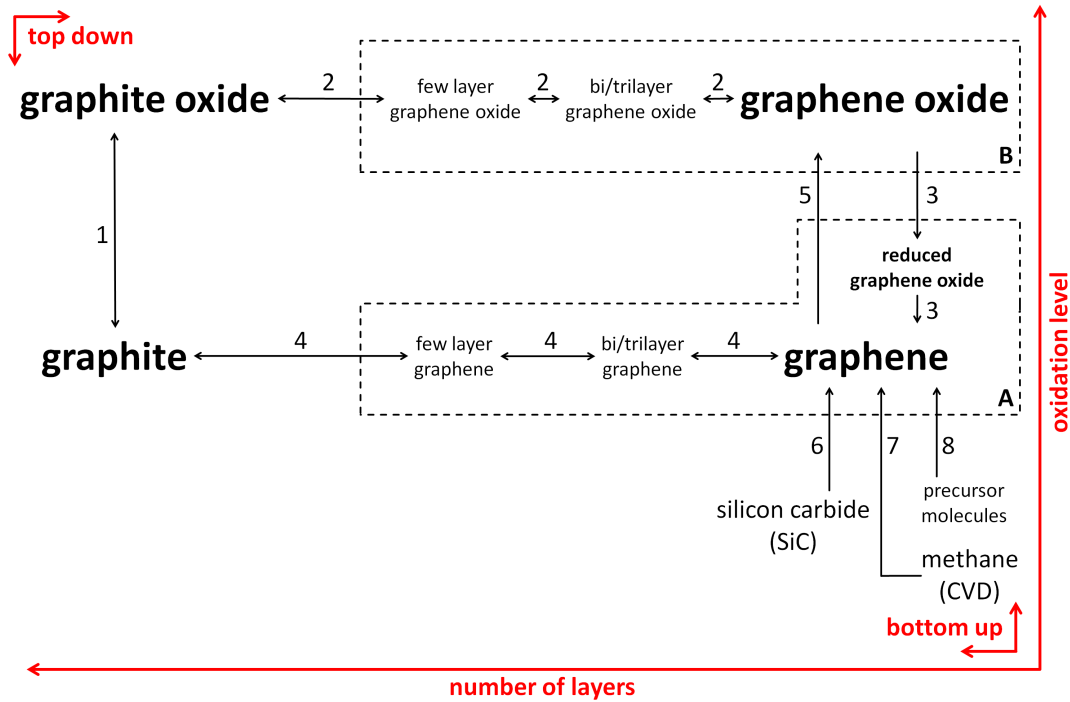 top down
graphite oxide
2
few layer
graphene oxide
2
bi/trilayer
graphene oxide
2
graphene oxide
B
1
5
3
reduced
graphene oxide
3
graphite
4
few layer
graphene
4
bi/trilayer
graphene
4
graphene
A
oxidation level
6
7
8
silicon carbide
(SiC)
precursor
molecules
methane
(CVD)
bottom up
number of layers